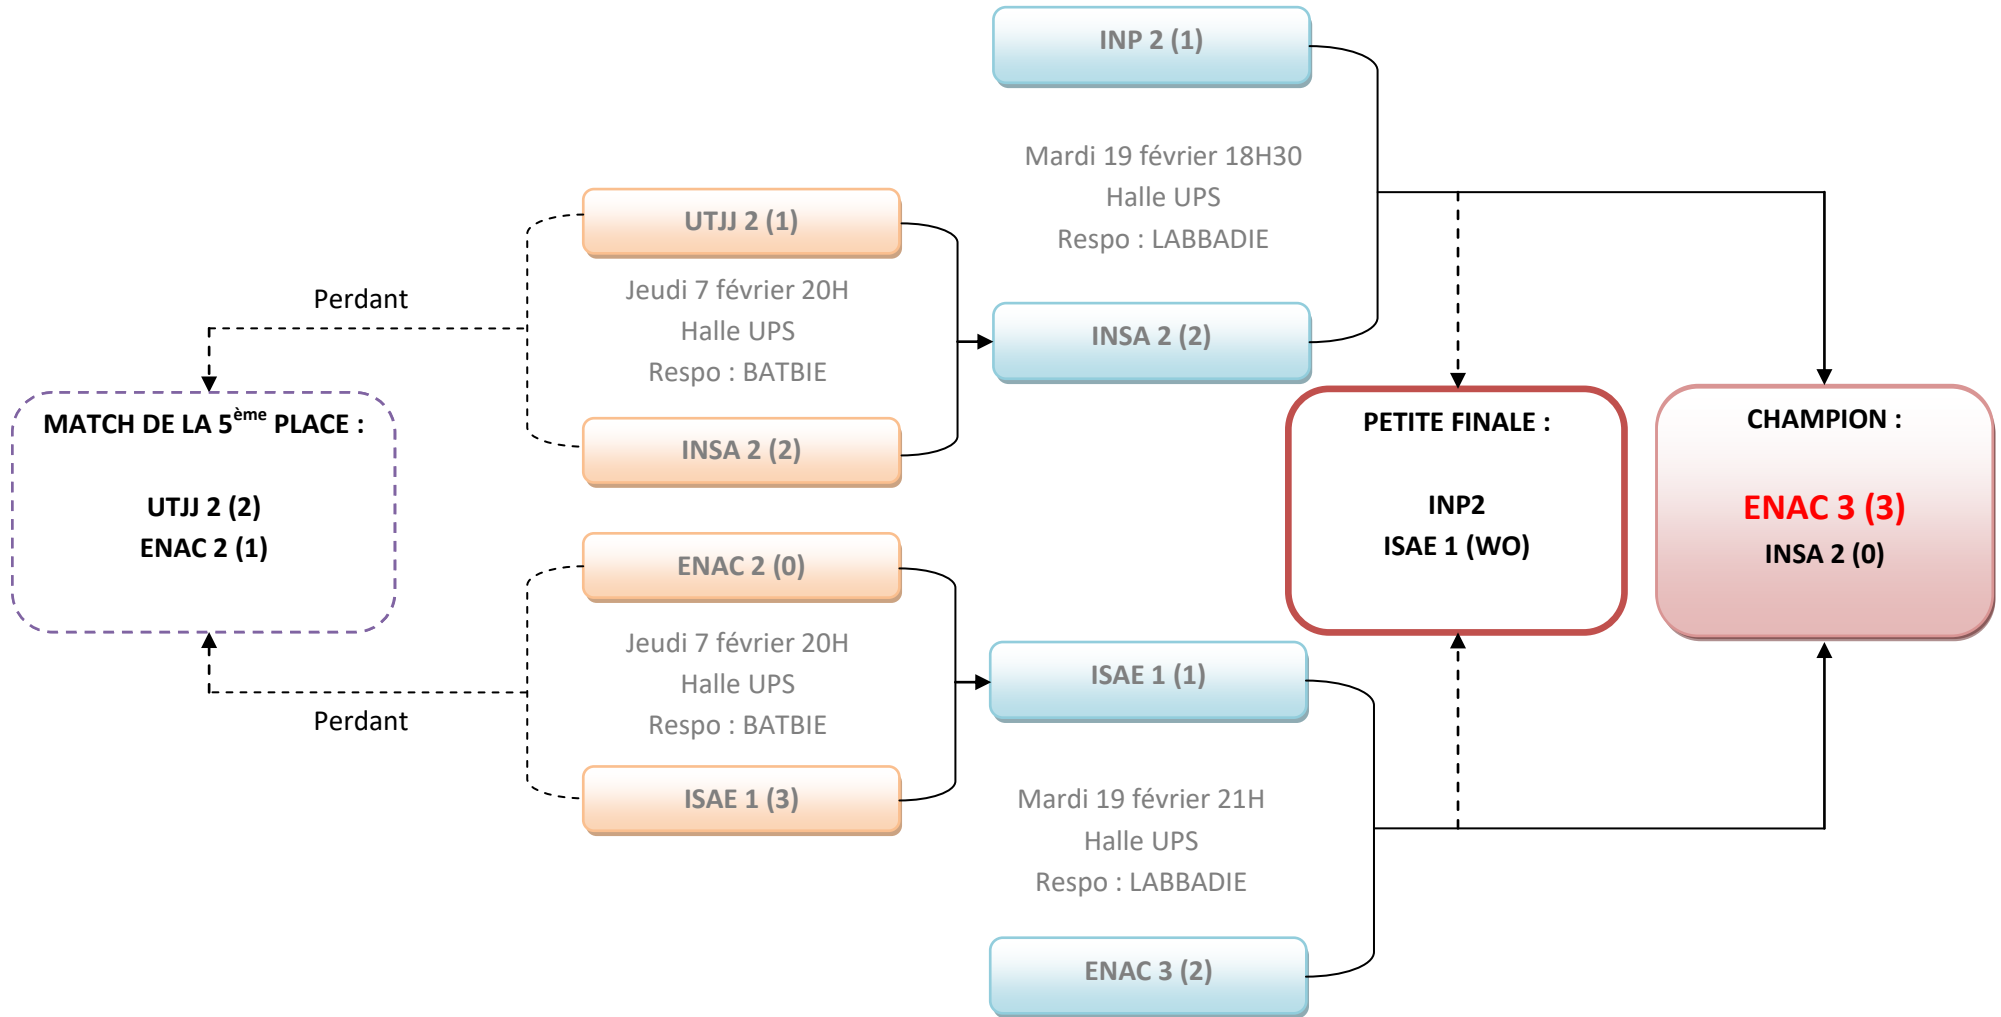 INP 2 (1)
Mardi 19 février 18H30
Halle UPS
Respo : LABBADIE
INSA 2 (2)
UTJJ 2 (1)
Jeudi 7 février 20H
Halle UPS
Respo : BATBIE
INSA 2 (2)
Perdant
MATCH DE LA 5ème PLACE :
UTJJ 2 (2)
ENAC 2 (1)
Perdant
ENAC 2 (0)
Jeudi 7 février 20H
Halle UPS
Respo : BATBIE
ISAE 1 (3)
ISAE 1 (1)
Mardi 19 février 21H
Halle UPS
Respo : LABBADIE
ENAC 3 (2)
PETITE FINALE :
INP2
ISAE 1 (WO)
CHAMPION :
ENAC 3 (3)
INSA 2 (0)